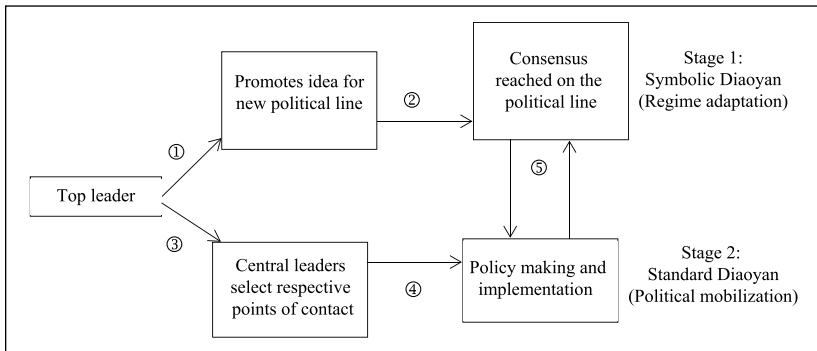 Promotes idea for
new political line
②
Consensus
reached on the
political line
Stage 1:
Symbolic Diaoyan
(Regime adaptation)
①
⑤
Top leader
③
Central leaders
select respective
points of contact
④
Policy making and
implementation
Stage 2:
Standard Diaoyan
(Political mobilization)